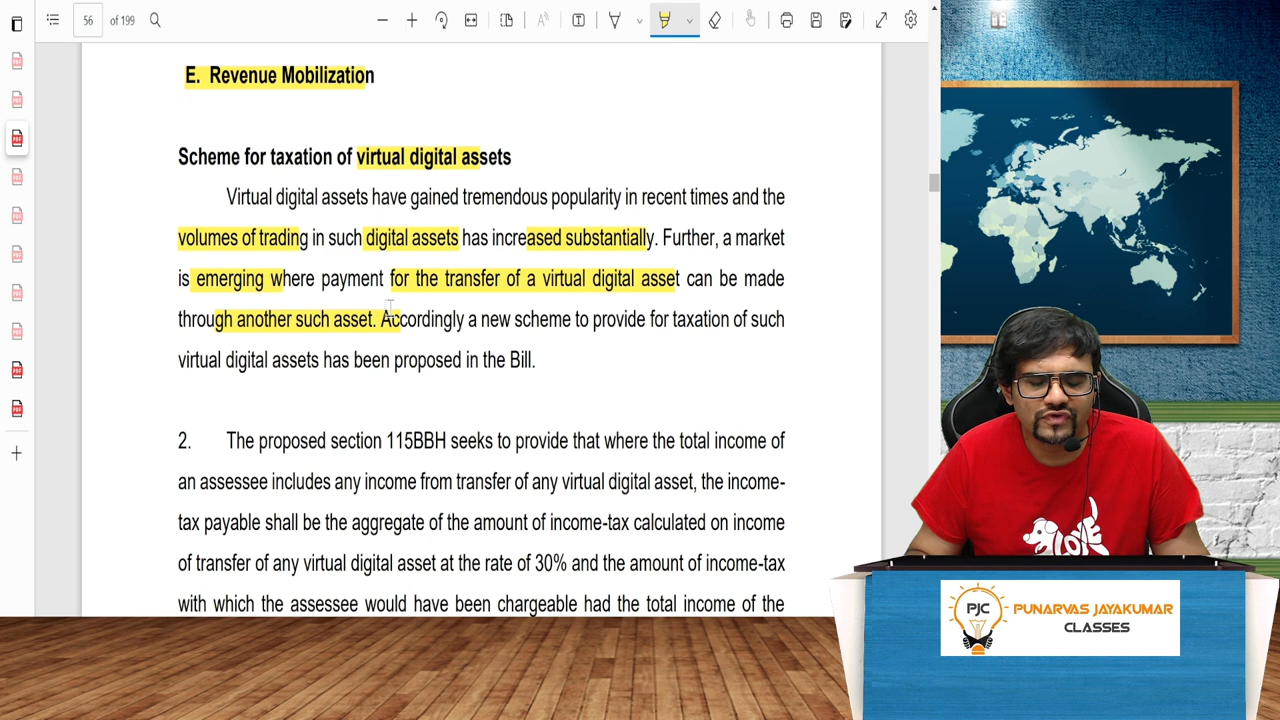 56 of 199
E. Revenue Mobilization
Scheme for taxation of virtual digital assets
Virtual digital assets have gained tremendous popularity in recent times and the
volumes of trading in such digital assets has increased substantially. Further, a market
is emerging where payment for the transfer of a virtual digital asset can be made
through another such asset. Accordingly a new scheme to provide for taxation of such
virtual digital assets has been proposed in the Bill.
2. The proposed section 115BBH seeks to provide that where the total income of
an assessee includes any income from transfer of any virtual digital asset, the income-
tax payable shall be the aggregate of the amount of income-tax calculated on income
of transfer of any virtual digital asset at the rate of 30% and the amount of income-tax
with which the assessee would have been chargeable had the total income of the
PJC
PUNARVAS JAYAKUMAR
CLASSES